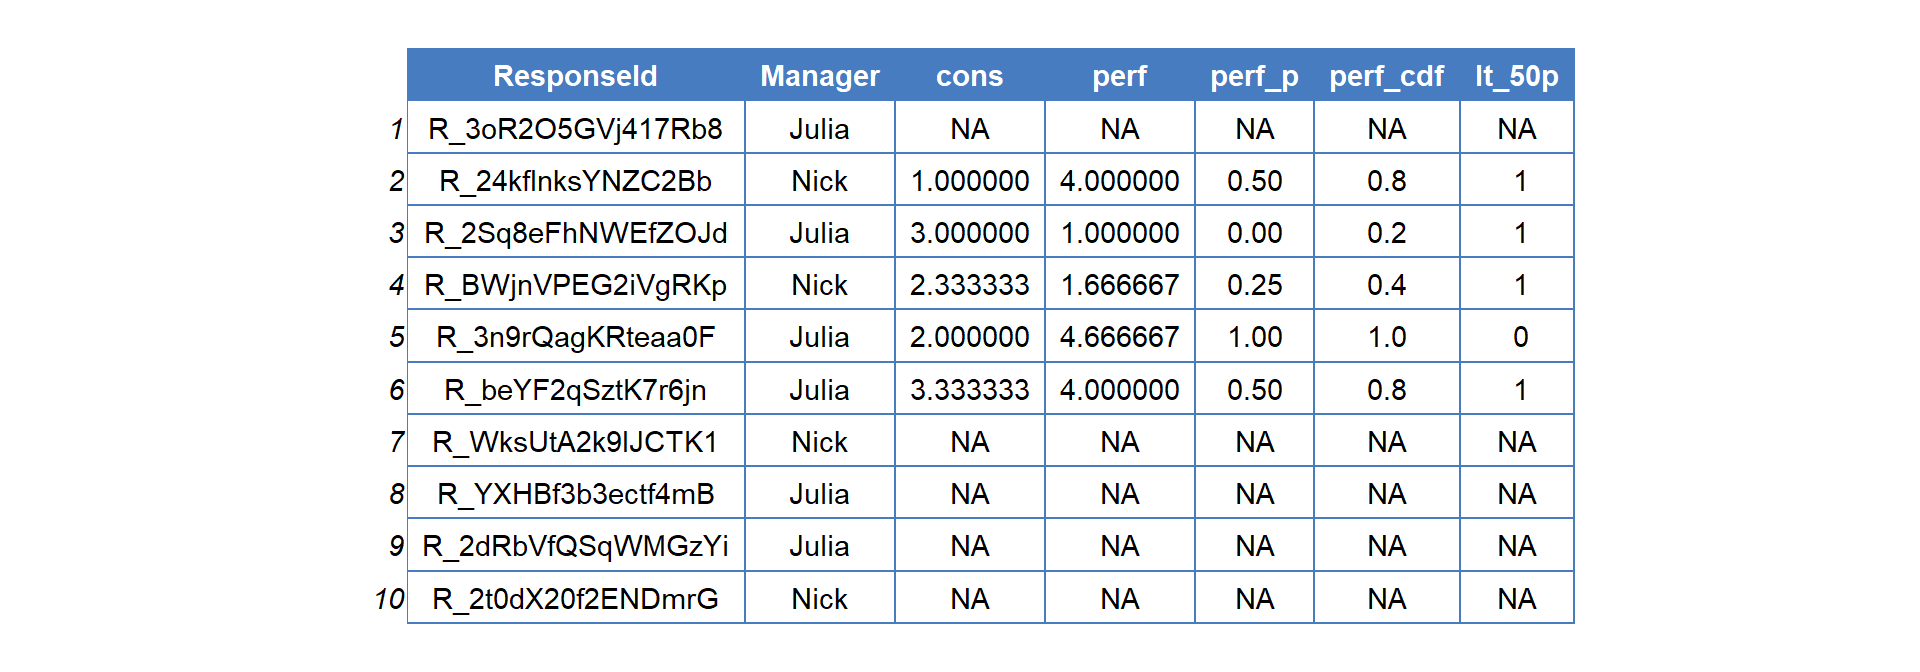 ResponseId Manager cons perf perf_p perf_cdf lt_50p
1 R_3oR2O5GVj417Rb8 Julia NA NA NA NA NA
2 R_24kflnksYNZC2Bb Nick 1.000000 4.000000 0.50 0.8 1
3 R_2Sq8eFhNWEfZOJd Julia 3.000000 1.000000 0.00 0.2 1
4 R_BWjnVPEG2iVgRKp Nick 2.333333 1.666667 0.25 0.4 1
5 R_3n9rQagKRteaa0F Julia 2.000000 4.666667 1.00 1.0 0
6 R_beYF2qSztK7r6jn Julia 3.333333 4.000000 0.50 0.8 1
7 R_WksUtA2k9lJCTK1 Nick NA NA NA NA NA
8 R_YXHBf3b3ectf4mB Julia NA NA NA NA NA
9 R_2dRbVfQSqWMGzYi Julia NA NA NA NA NA
10 R_2t0dX20f2ENDmrG Nick NA NA NA NA NA